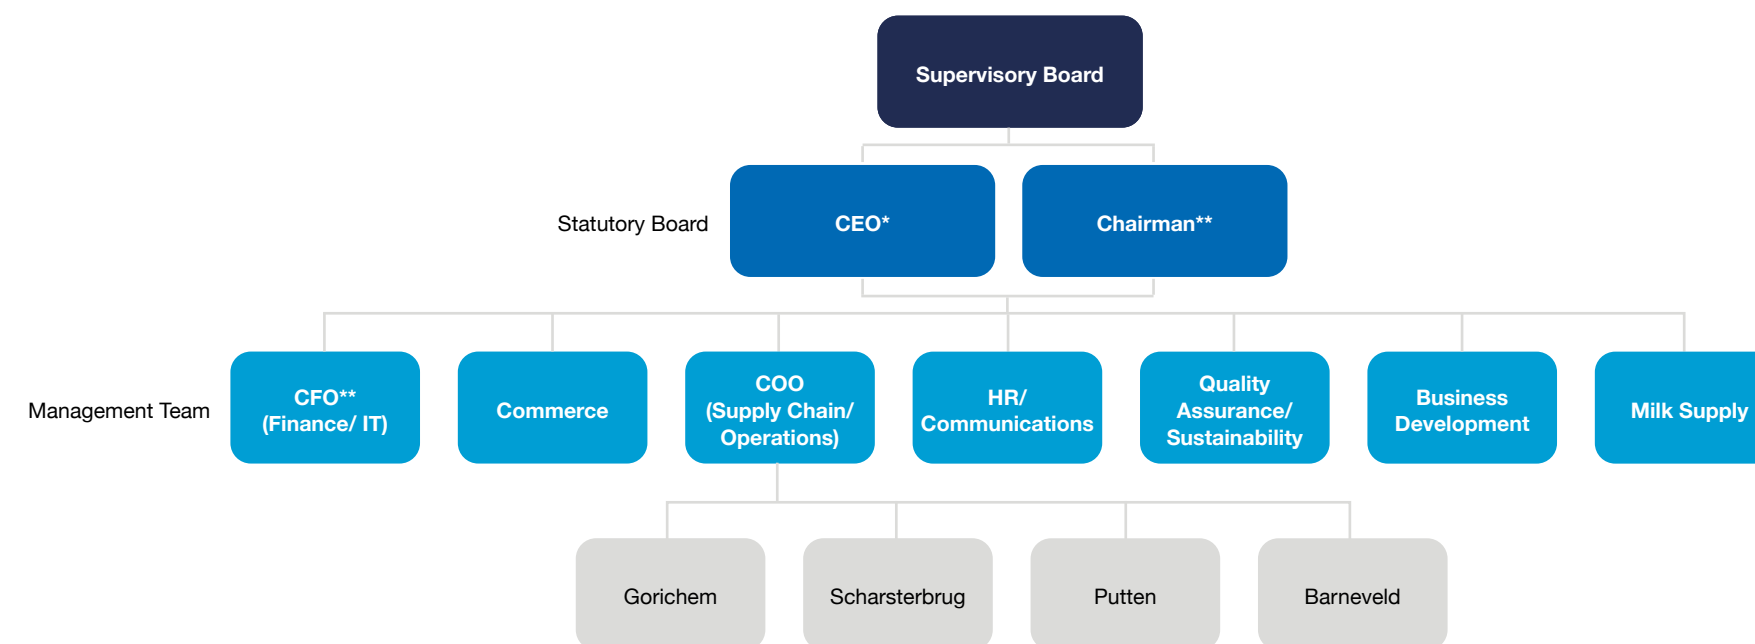 Supervisory Board
Statutory Board
CEO*
Chairman**
Management Team
CFO**
(Finance/ IT)
Commerce
COO
(Supply Chain/
Operations)
HR/
Communications
Quality
Assurance/
Sustainability
Business
Development
Milk Supply
Gorichem
Scharsterbrug
Putten
Barneveld